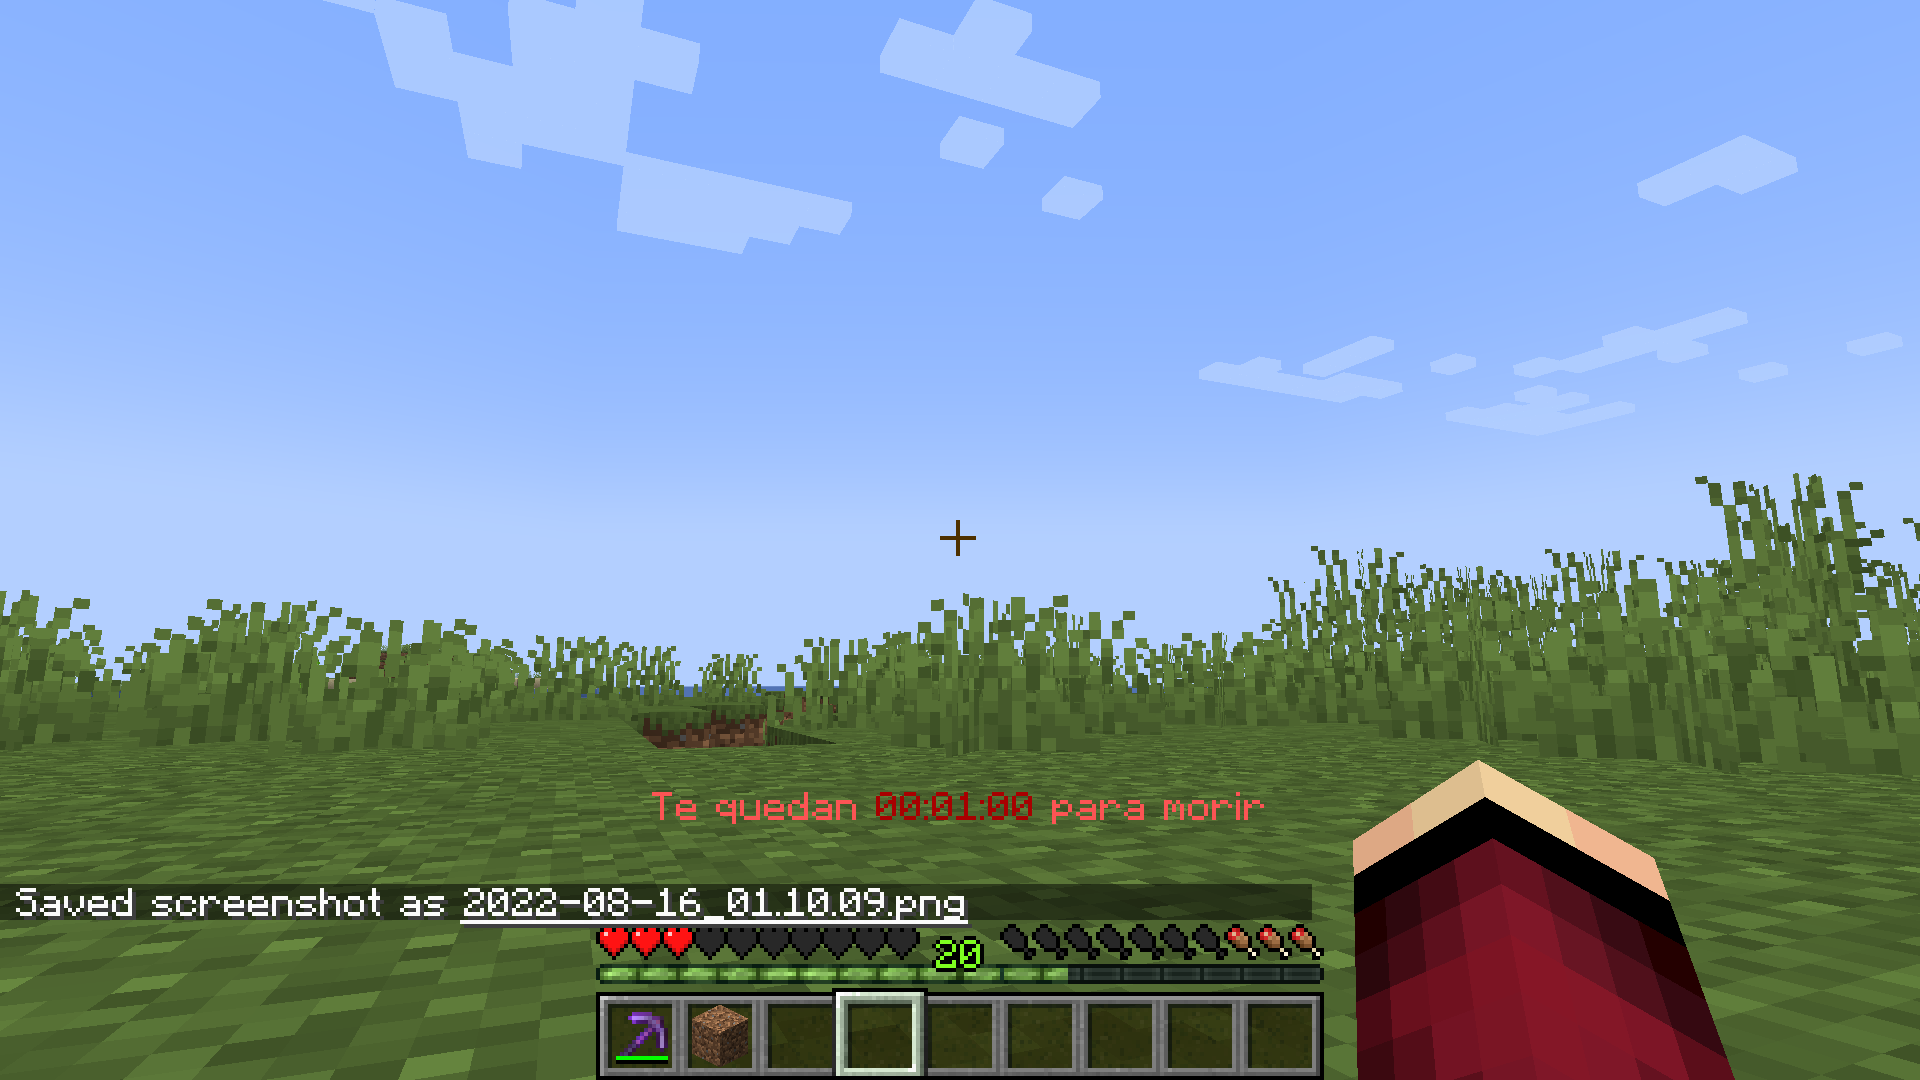 Te quedan 00:01:00 para morir
Saved screenshot as 2022-08-16_01.10.09.png
20